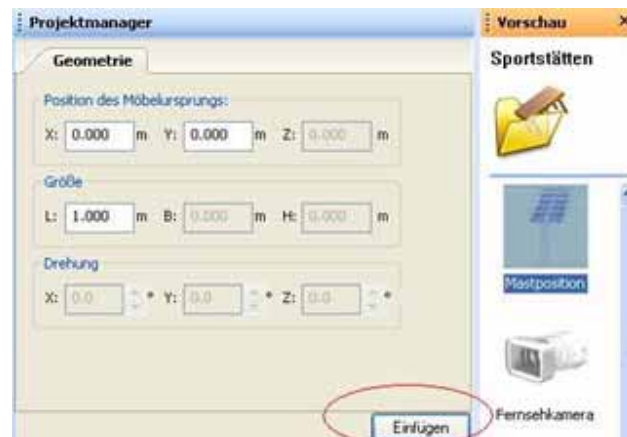 Projektmanager
Geometrie
Position des Möbelursprungs:
X: 0.000 m Y: 0.000 m Z: 0.000 m
Größe
L: 1.000 m B: 0.000 m H: 0.000 m
Drehung
X: 0.0 ° Y: 0.0 ° Z: 0.0 °
Einfügen
Vorschau
Sportstätten
Mastposition
Fernsehkamera